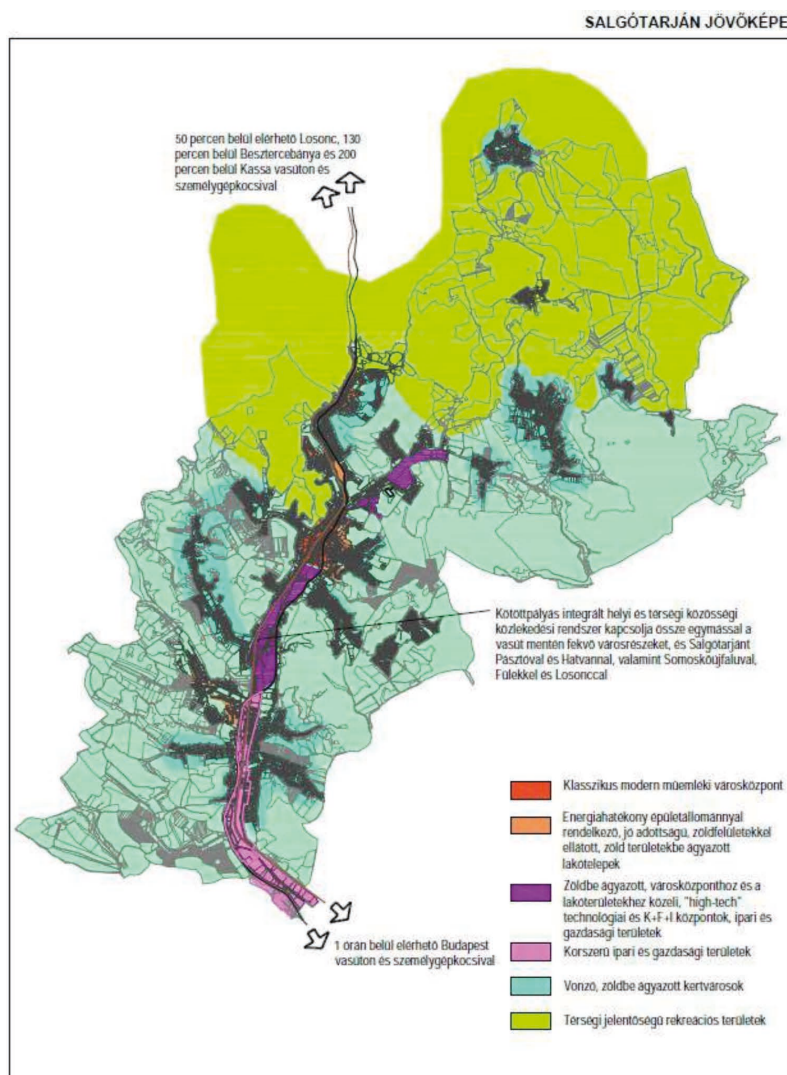 SALGÓTARJÁN JÖVŐKÉPE
50 percen belül elérhető Losonc, 130
percen belül Besztercebánya és 200
percen belül Kassa vasúton és
személygépkocsival
Kötöttpályás integrált helyi és térségi közösségi
közlekedési rendszer kapcsolja össze egymással a
vasút mentén fekvő városrészeket, és Salgótarjánt
Pásztóval és Hatvannal, valamint Somoskőújfaluval,
Fülekkel és Losonccal
1 órán belül elérhető Budapest
vasúton és személygépkocsival
Klasszikus modern műemléki városközpont
Energiahatékony épületállománnyal
rendelkező, jó adottságú, zöldfelületekkel
ellátott, zöld területekbe ágyazott
lakótelepek
Zöldbe ágyazott, városközponthoz és a
lakóterületekhez közeli, "high-tech"
technológiai és K+F+I központok, ipari és
gazdasági területek
Korszerű ipari és gazdasági területek
Vonzó, zöldbe ágyazott kertvárosok
Térségi jelentőségű rekreációs területek